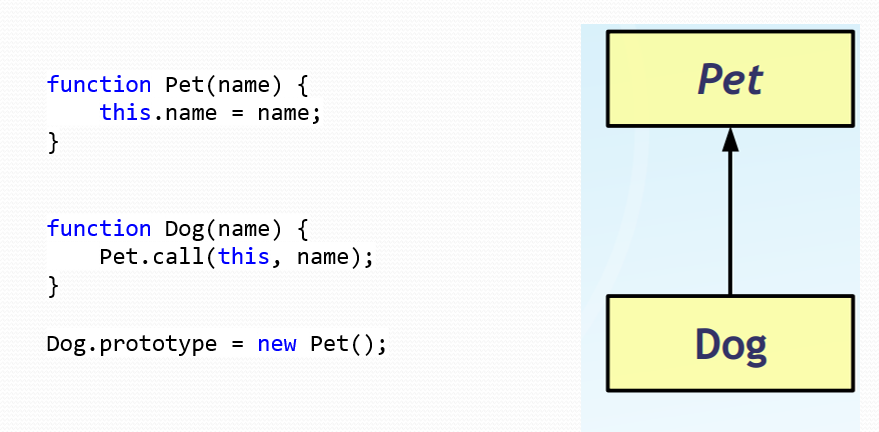 function Pet(name) {
    this.name = name;
}
function Dog(name) {
    Pet.call(this, name);
}
Dog.prototype = new Pet();
Pet
Dog